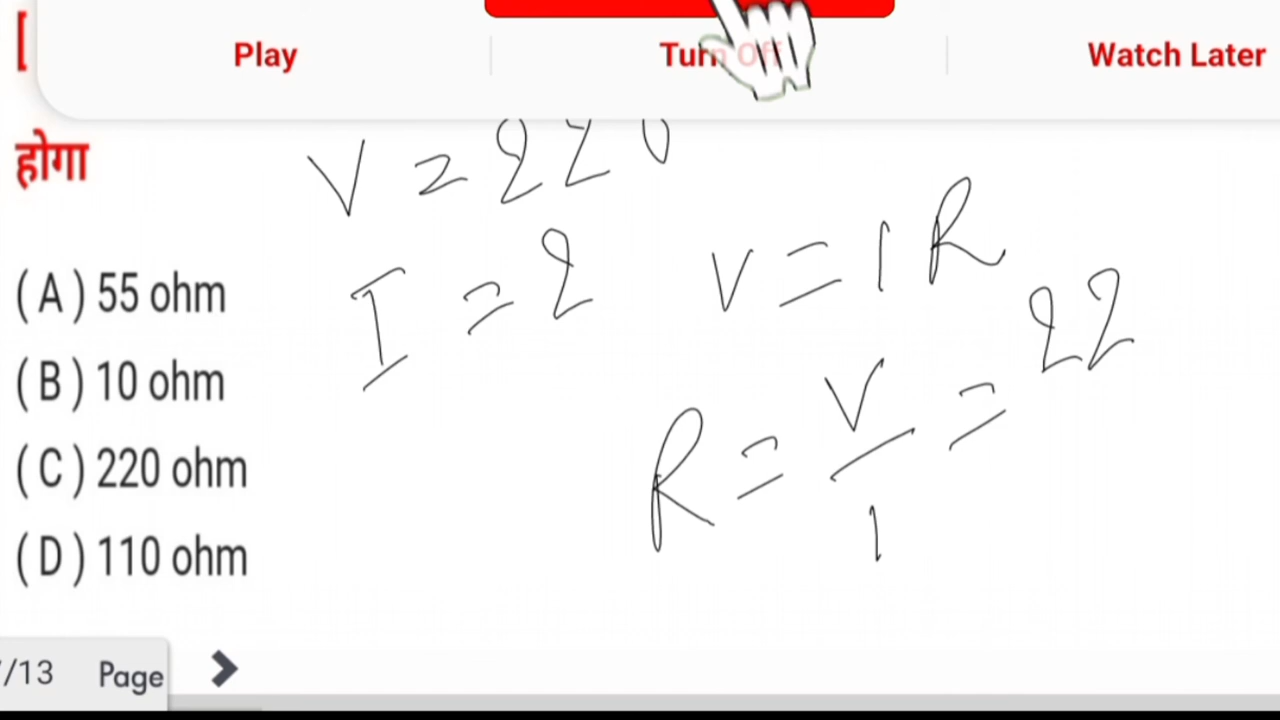 [
Play
Turn Off
Watch Later
होगा
V = 220
I = 2
V = IR
R = V/I = 22
(A) 55 ohm
(B) 10 ohm
(C) 220 ohm
(D) 110 ohm
/13 Page